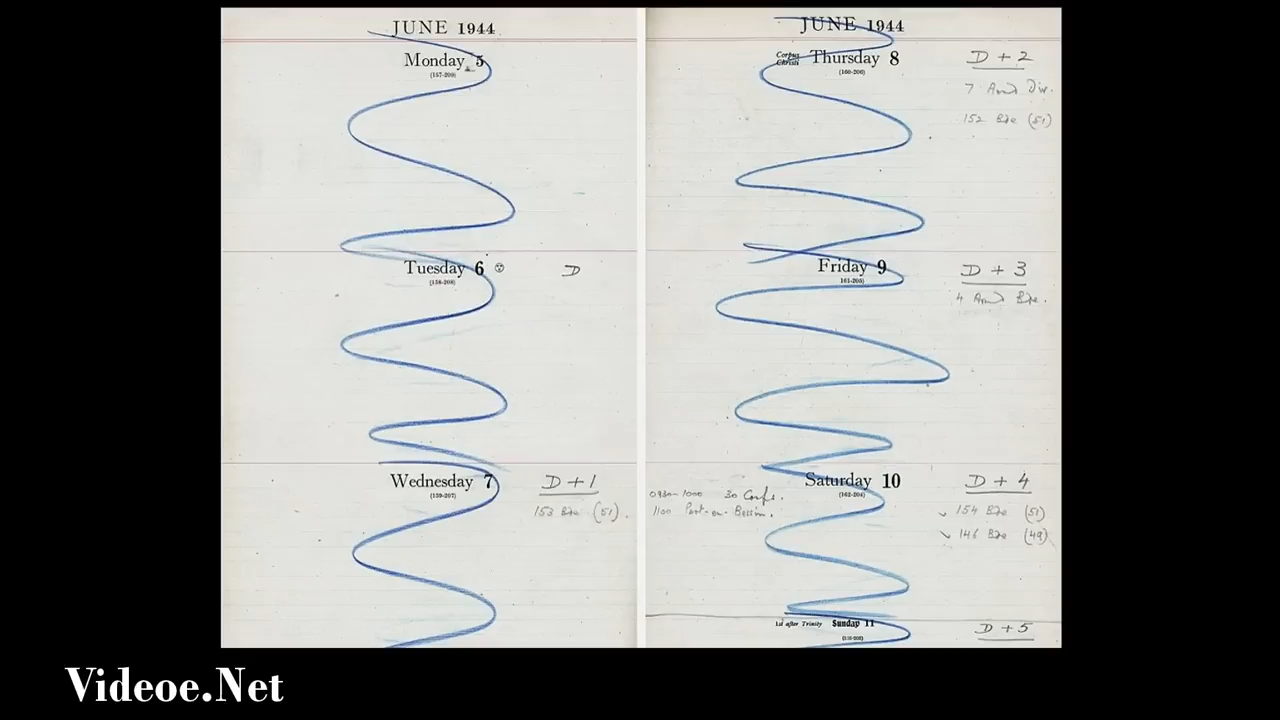 JUNE 1944
Monday 5
(157-209)
Tuesday 6
(158-208)
D
Wednesday 7
(159-207)
D + 1
153 Bde (51).
JUNE 1944
Corpus Christi
Thursday 8
(160-206)
D + 2
7 Armd Div.
152 Bde (51)
Friday 9
(161-205)
D + 3
4 Armd Bde.
Saturday 10
(162-204)
D + 4
0930-1000 30 Corps.
1100 Port-en-Bessin.
154 Bde (51)
146 Bde (49)
1st after Trinity Sunday 11
D + 5
Videoe.Net